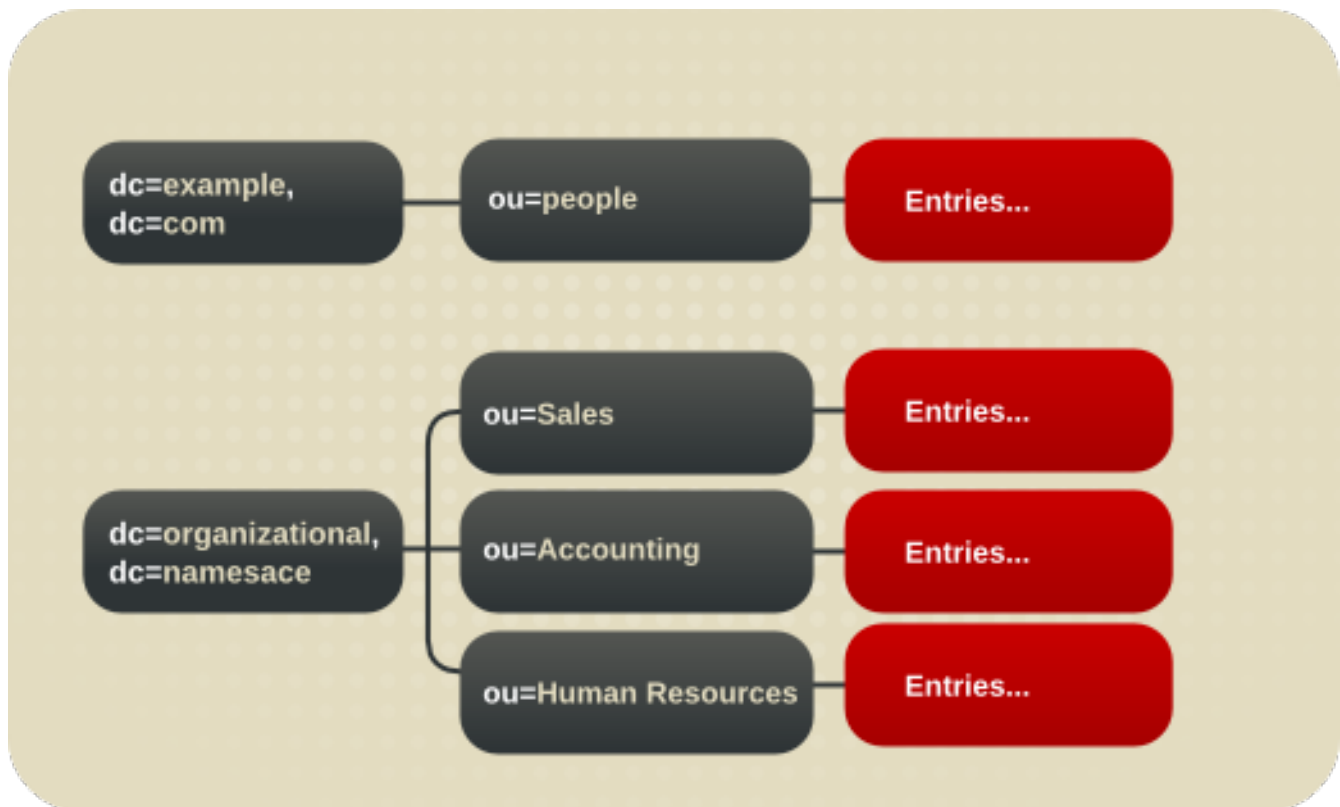 dc=example,
dc=com
ou=people
Entries...
ou=Sales
Entries...
dc=organizational,
dc=namesace
ou=Accounting
Entries...
ou=Human Resources
Entries...